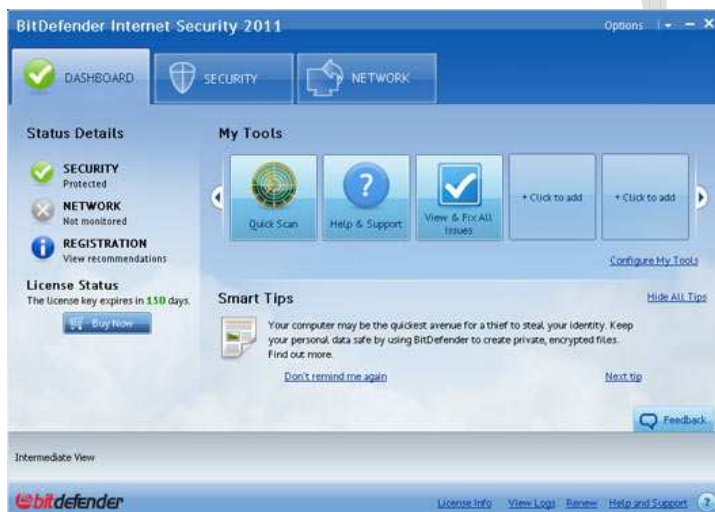 BitDefender Internet Security 2011
Options
DASHBOARD
SECURITY
NETWORK
Status Details
SECURITY
Protected
NETWORK
Not monitored
REGISTRATION
View recommendations
License Status
The license key expires in 150 days.
Buy Now
My Tools
Quick Scan
Help & Support
View & Fix All
Issues
+ Click to add
+ Click to add
Configure My Tools
Smart Tips
Hide All Tips
Your computer may be the quickest avenue for a thief to steal your identity. Keep
your personal data safe by using BitDefender to create private, encrypted files.
Find out more.
Don't remind me again
Next tip
Feedback
Intermediate View
bitdefender
License Info View Logs Renew Help and Support ?